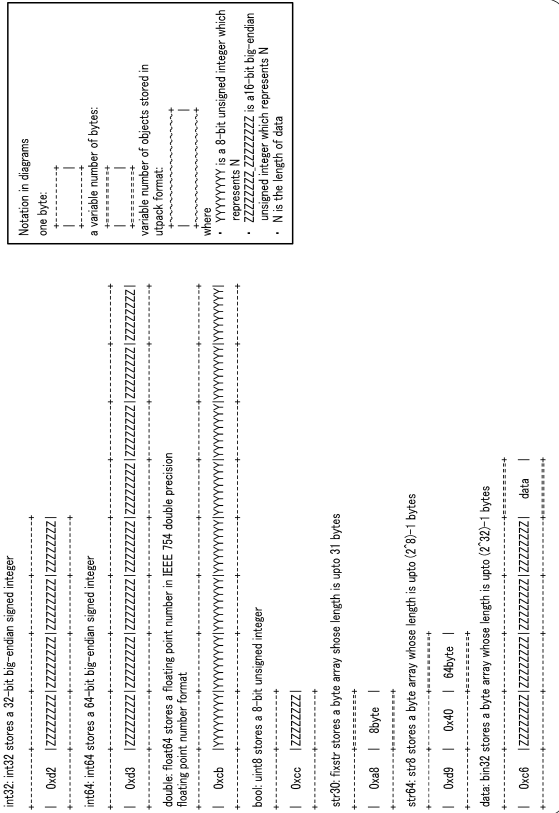 int32: int32 stores a 32-bit big-endian signed integer
+--------+--------+--------+--------+--------+
| 0xd2 |ZZZZZZZZ|ZZZZZZZZ|ZZZZZZZZ|ZZZZZZZZ|
+--------+--------+--------+--------+--------+
int64: int64 stores a 64-bit big-endian signed integer
+--------+--------+--------+--------+--------+--------+--------+--------+--------+
| 0xd3 |ZZZZZZZZ|ZZZZZZZZ|ZZZZZZZZ|ZZZZZZZZ|ZZZZZZZZ|ZZZZZZZZ|ZZZZZZZZ|ZZZZZZZZ|
+--------+--------+--------+--------+--------+--------+--------+--------+--------+
double: float64 stores a floating point number in IEEE 754 double precision
floating point number format
+--------+--------+--------+--------+--------+--------+--------+--------+--------+
| 0xcb |YYYYYYYY|YYYYYYYY|YYYYYYYY|YYYYYYYY|YYYYYYYY|YYYYYYYY|YYYYYYYY|YYYYYYYY|
+--------+--------+--------+--------+--------+--------+--------+--------+--------+
bool: uint8 stores a 8-bit unsigned integer
+--------+--------+
| 0xcc |ZZZZZZZZ|
+--------+--------+
str30: fixstr stores a byte array shose length is upto 31 bytes
+--------+========+
| 0xa8 | 8byte |
+--------+========+
str64: str8 stores a byte array whose length is upto (2^8)-1 bytes
+--------+--------+========+
| 0xd9 | 0x40 | 64byte |
+--------+--------+========+
data: bin32 stores a byte array whose length is upto (2^32)-1 bytes
+--------+--------+--------+--------+--------+========+
| 0xc6 |ZZZZZZZZ|ZZZZZZZZ|ZZZZZZZZ|ZZZZZZZZ| data |
+--------+--------+--------+--------+--------+========+
Notation in diagrams
one byte:
+--------+
| |
+--------+
a variable number of bytes:
+========+
| |
+========+
variable number of objects stored in
utpack format:
+~~~~~~~~~~~~~~~~~+
| |
+~~~~~~~~~~~~~~~~~+
where
・ YYYYYYYY is a 8-bit unsigned integer which
represents N
・ ZZZZZZZZ_ZZZZZZZZ is a16-bit big-endian
unsigned integer which represents N
・ N is the length of data